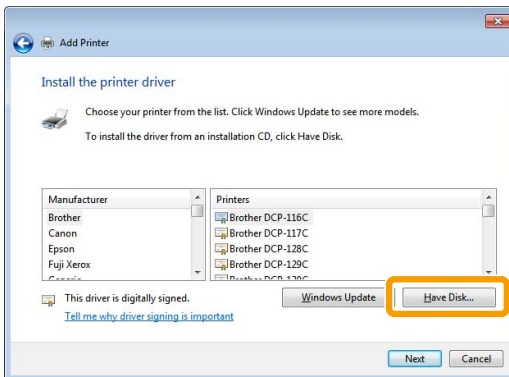 Add Printer
Install the printer driver
Choose your printer from the list. Click Windows Update to see more models.
To install the driver from an installation CD, click Have Disk.
Manufacturer
Brother
Canon
Epson
Fuji Xerox
Printers
Brother DCP-116C
Brother DCP-117C
Brother DCP-128C
Brother DCP-129C
This driver is digitally signed.
Tell me why driver signing is important
Windows Update
Have Disk...
Next
Cancel